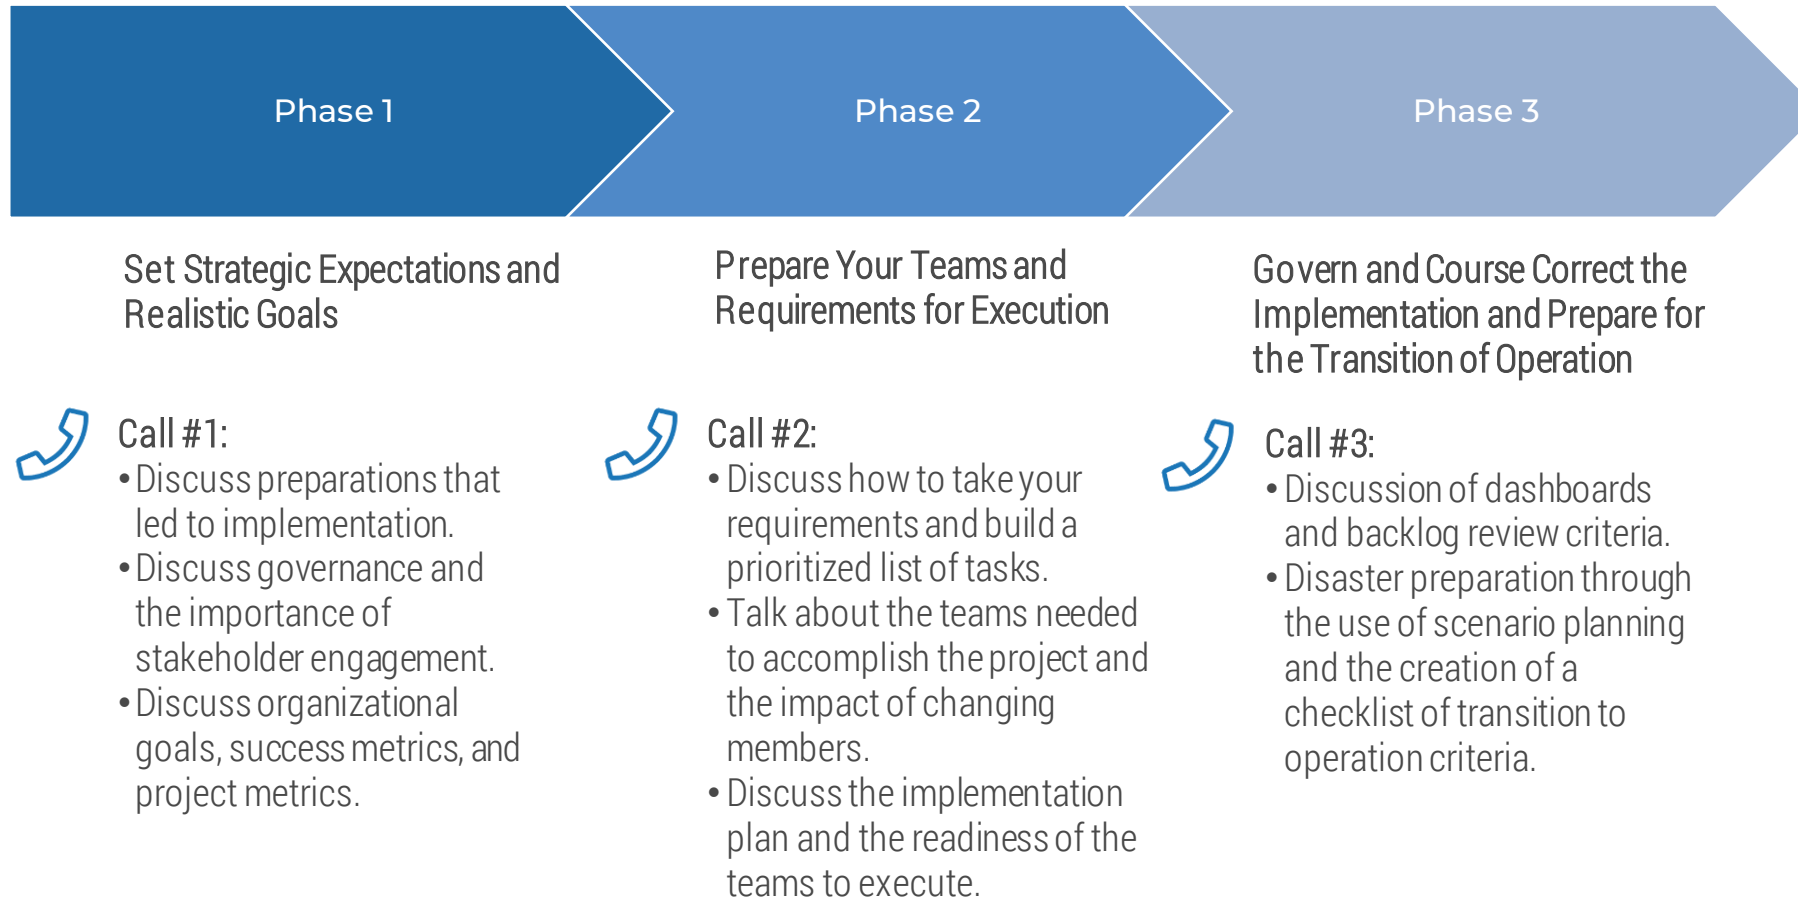 Phase 1
Phase 2
Phase 3
Set Strategic Expectations and
Realistic Goals
Call #1:
• Discuss preparations that
led to implementation.
• Discuss governance and
the importance of
stakeholder engagement.
• Discuss organizational
goals, success metrics, and
project metrics.
Prepare Your Teams and
Requirements for Execution
Call #2:
• Discuss how to take your
requirements and build a
prioritized list of tasks.
• Talk about the teams needed
to accomplish the project and
the impact of changing
members.
• Discuss the implementation
plan and the readiness of the
teams to execute.
Govern and Course Correct the
Implementation and Prepare for
the Transition of Operation
Call #3:
• Discussion of dashboards
and backlog review criteria.
• Disaster preparation through
the use of scenario planning
and the creation of a
checklist of transition to
operation criteria.